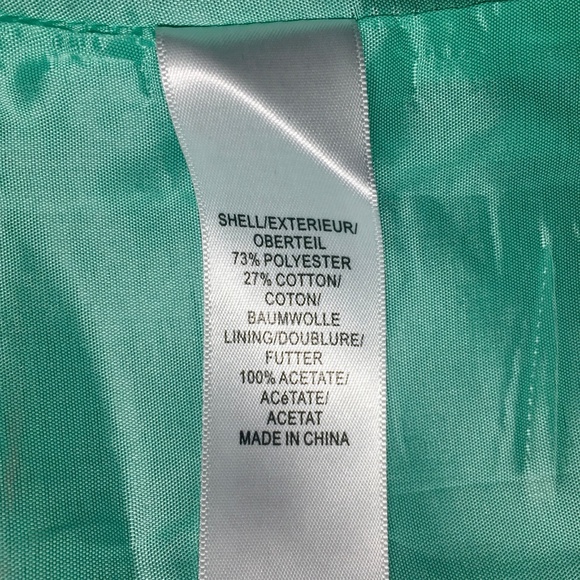 SHELL/EXTERIEUR/
OBERTEIL
73% POLYESTER
27% COTTON/
COTON/
BAUMWOLLE
LINING/DOUBLURE/
FUTTER
100% ACETATE/
ACéTATE/
ACETAT
MADE IN CHINA